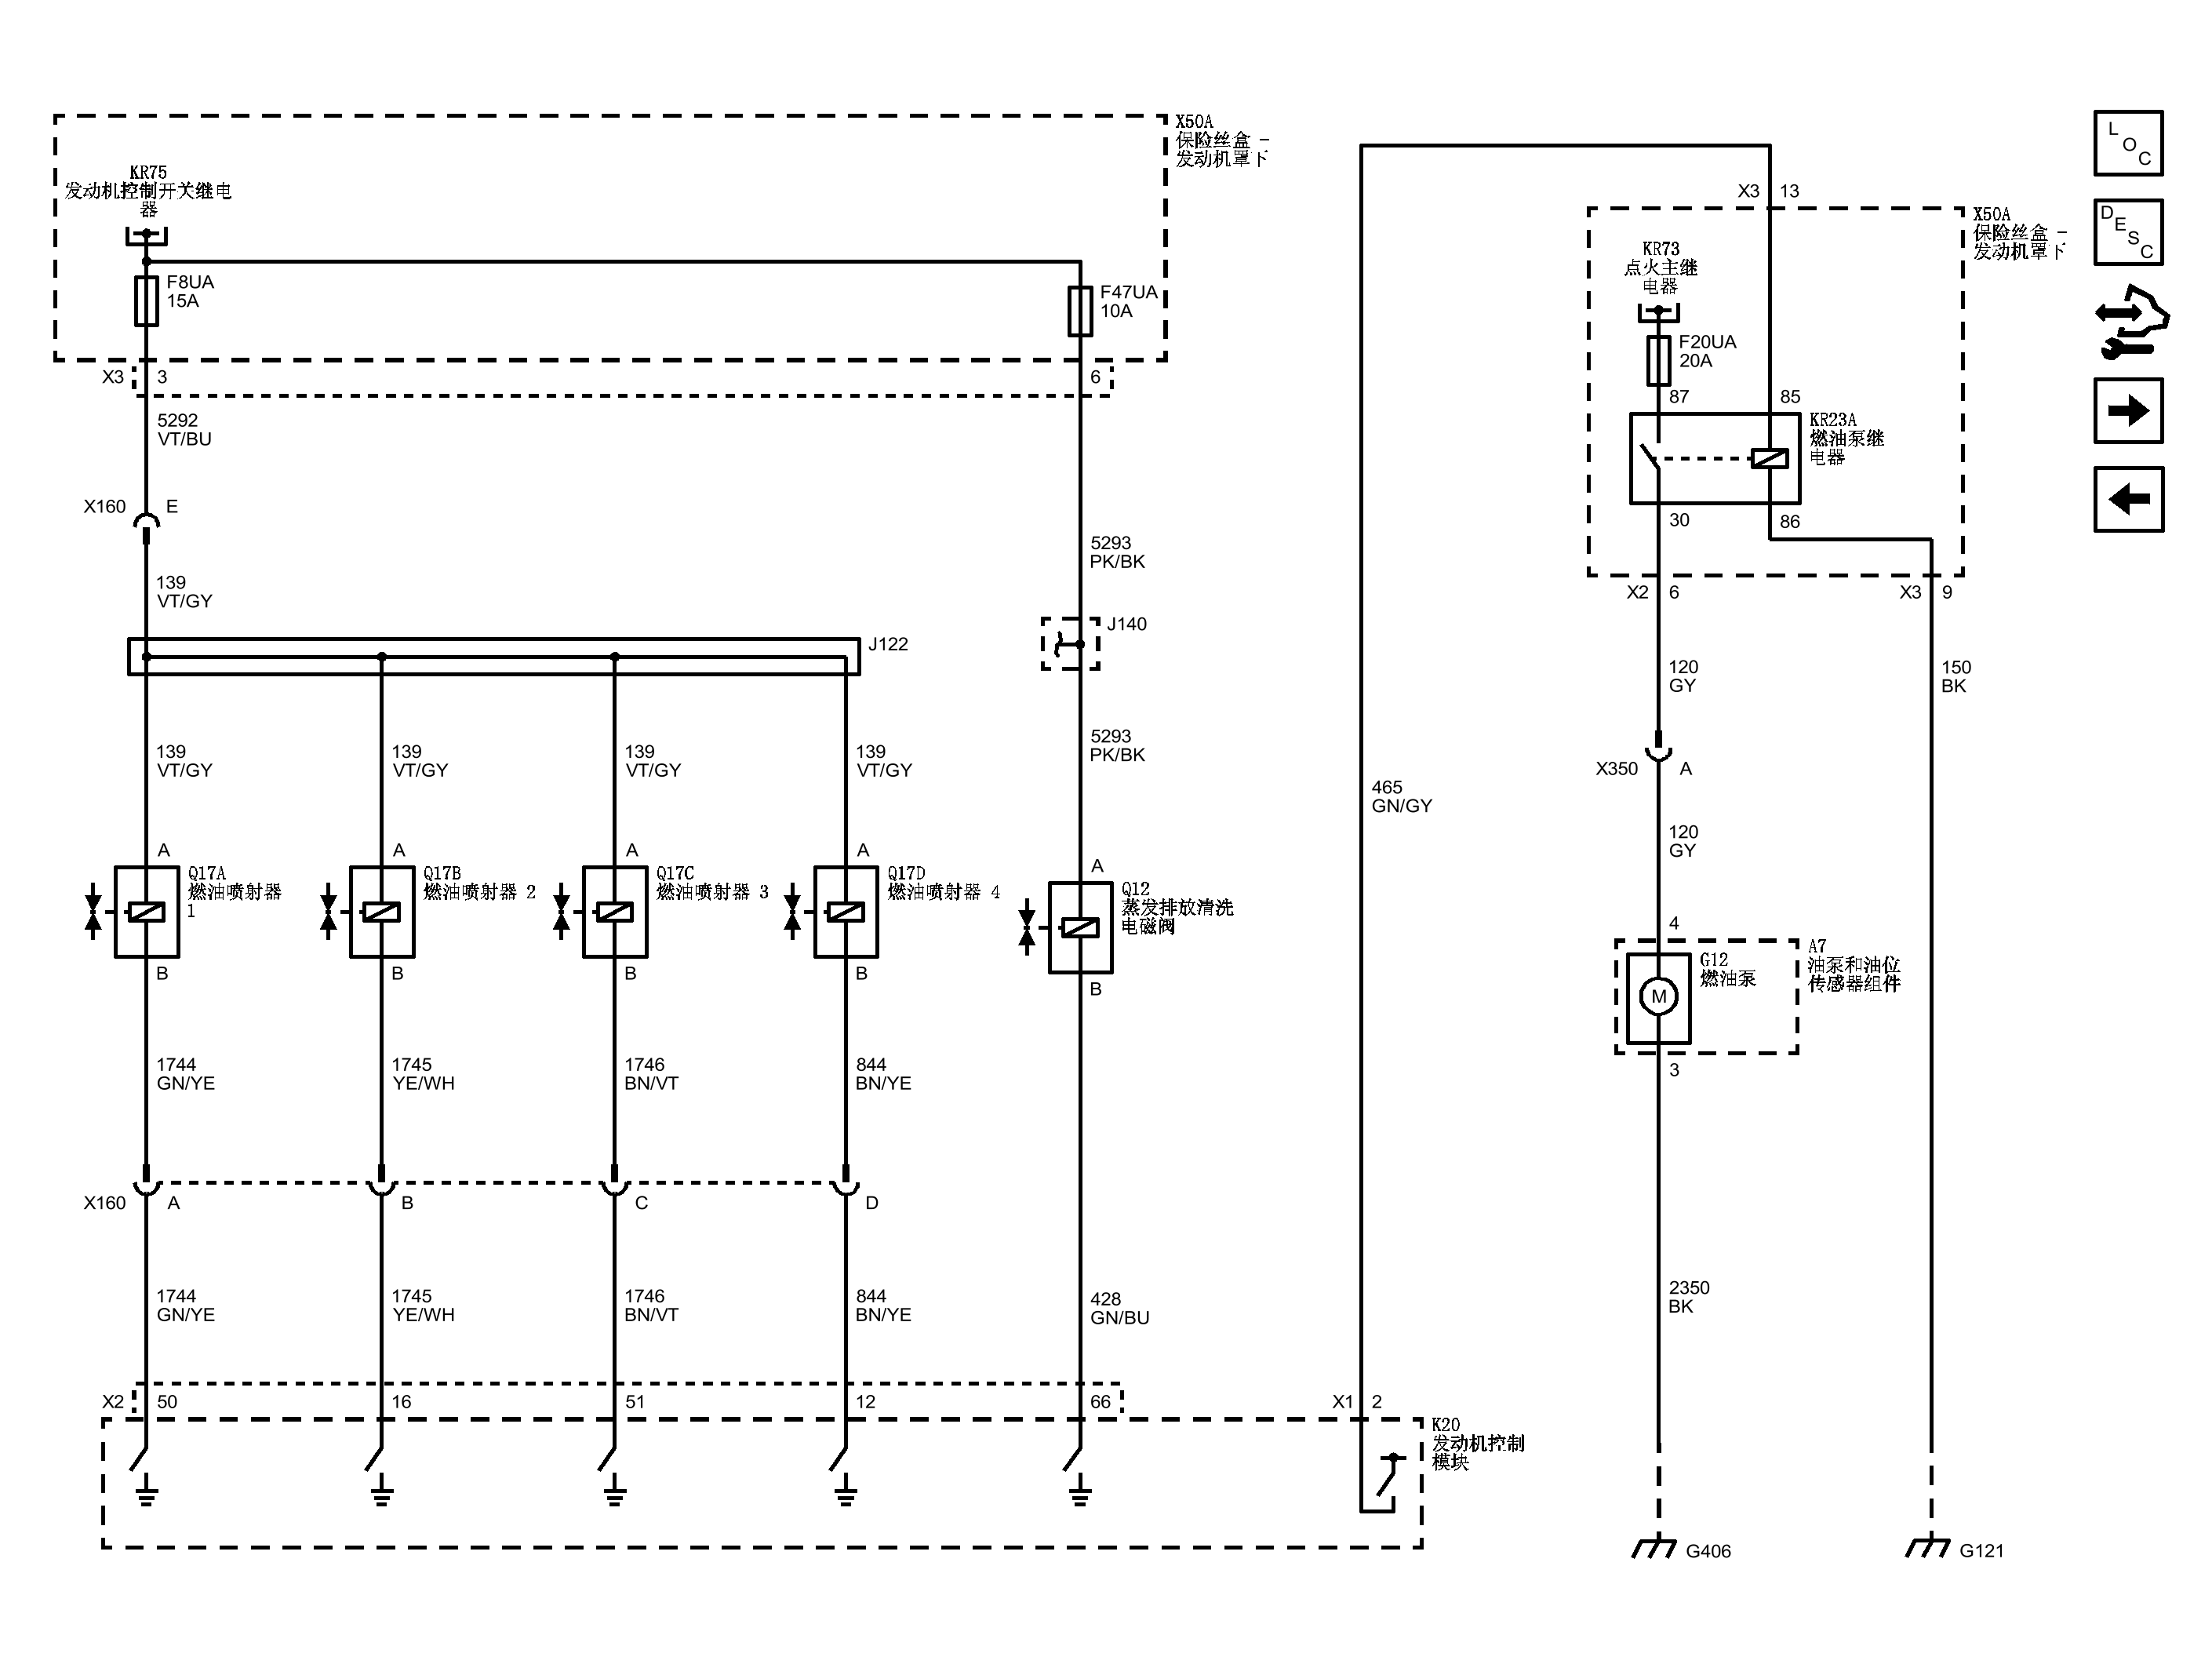 X50A
保险丝盒 -
发动机罩下
KR75
发动机控制开关继电
器
F8UA
15A
F47UA
10A
X3
3
6
5292
VT/BU
X160
E
139
VT/GY
5293
PK/BK
J122
J140
139
VT/GY
139
VT/GY
139
VT/GY
139
VT/GY
5293
PK/BK
A
A
A
A
A
Q17A
燃油喷射器
1
Q17B
燃油喷射器 2
Q17C
燃油喷射器 3
Q17D
燃油喷射器 4
Q12
蒸发排放清洗
电磁阀
B
B
B
B
B
1744
GN/YE
1745
YE/WH
1746
BN/VT
844
BN/YE
X160
A
B
C
D
1744
GN/YE
1745
YE/WH
1746
BN/VT
844
BN/YE
428
GN/BU
X2
50
16
51
12
66
X1
2
K20
发动机控制
模块
465
GN/GY
X3
13
X50A
保险丝盒 -
发动机罩下
KR73
点火主继
电器
F20UA
20A
87
85
KR23A
燃油泵继
电器
30
86
X2
6
X3
9
120
GY
150
BK
X350
A
120
GY
4
A7
油泵和油位
传感器组件
G12
燃油泵
M
3
2350
BK
G406
G121
L
O
C
D
E
S
C